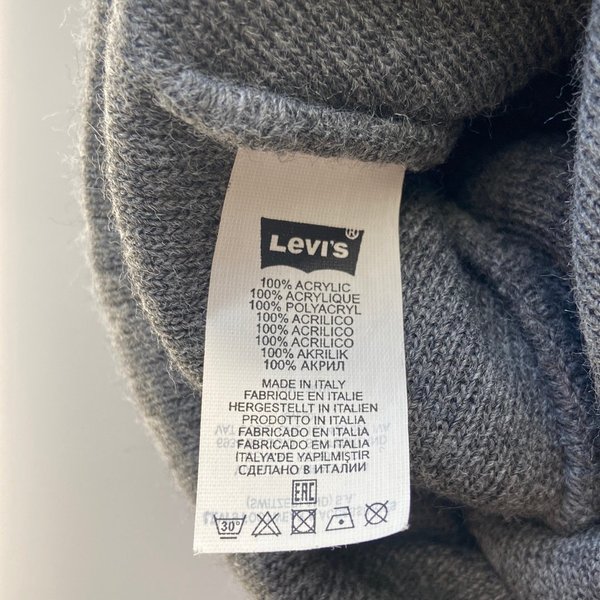 Levi's®
100% ACRYLIC
100% ACRYLIQUE
100% POLYACRYL
100% ACRILICO
100% ACRILICO
100% ACRILICO
100% AKRILIK
100% АКРИЛ
MADE IN ITALY
FABRIQUE EN ITALIE
HERGESTELLT IN ITALIEN
PRODOTTO IN ITALIA
FABRICADO EN ITALIA
FABRICADO EM ITALIA
İTALYA'DE YAPILMIŞTIR
СДЕЛАНО В ИТАЛИИ
EAC
30°